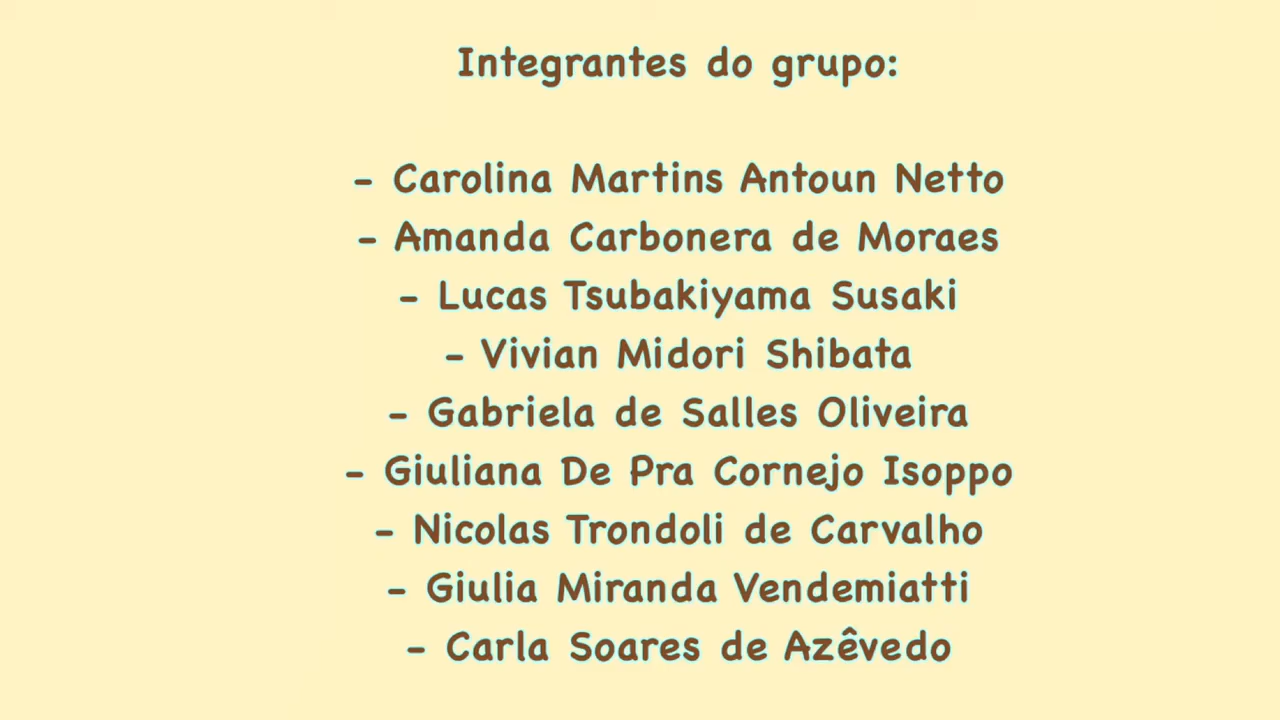 Integrantes do grupo:
- Carolina Martins Antoun Netto
- Amanda Carbonera de Moraes
- Lucas Tsubakiyama Susaki
- Vivian Midori Shibata
- Gabriela de Salles Oliveira
- Giuliana De Pra Cornejo Isoppo
- Nicolas Trondoli de Carvalho
- Giulia Miranda Vendemiatti
- Carla Soares de Azêvedo